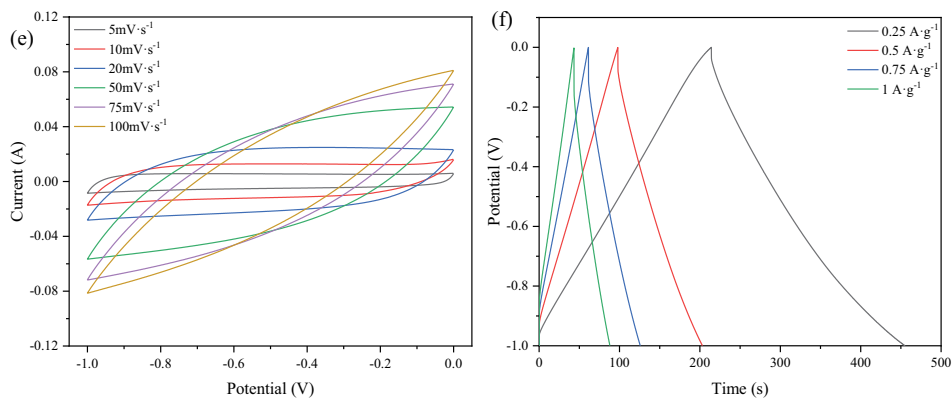 (e)
5mV·s⁻¹
10mV·s⁻¹
20mV·s⁻¹
50mV·s⁻¹
75mV·s⁻¹
100mV·s⁻¹
0.12
0.08
0.04
0.00
-0.04
-0.08
-0.12
Current (A)
-1.0 -0.8 -0.6 -0.4 -0.2 0.0
Potential (V)
(f)
0.25 A·g⁻¹
0.5 A·g⁻¹
0.75 A·g⁻¹
1 A·g⁻¹
0.0
-0.2
-0.4
-0.6
-0.8
-1.0
Potential (V)
0 100 200 300 400 500
Time (s)